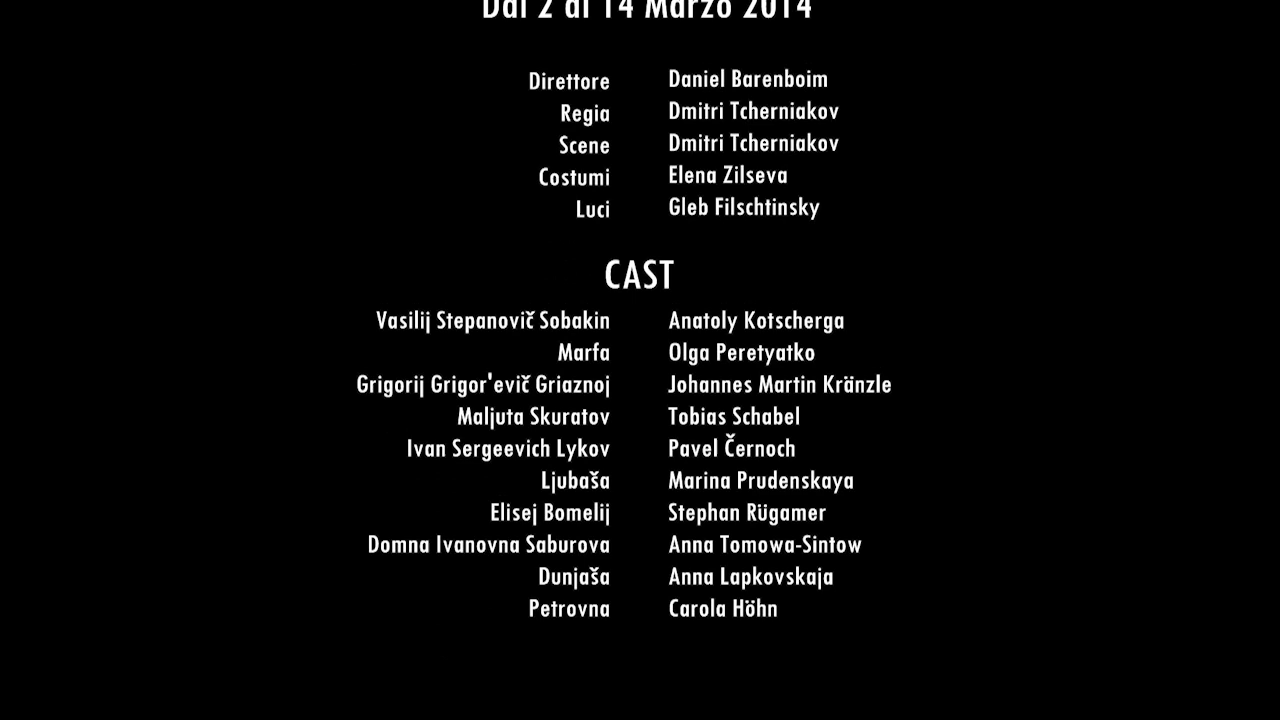 Dal 2 al 14 Marzo 2014
Direttore Daniel Barenboim
Regia Dmitri Tcherniakov
Scene Dmitri Tcherniakov
Costumi Elena Zilseva
Luci Gleb Filschtinsky
CAST
Vasilij Stepanovič Sobakin Anatoly Kotscherga
Marfa Olga Peretyatko
Grigorij Grigor'evič Griaznoj Johannes Martin Kränzle
Maljuta Skuratov Tobias Schabel
Ivan Sergeevich Lykov Pavel Černoch
Ljubaša Marina Prudenskaya
Elisej Bomelij Stephan Rügamer
Domna Ivanovna Saburova Anna Tomowa-Sintow
Dunjaša Anna Lapkovskaja
Petrovna Carola Höhn